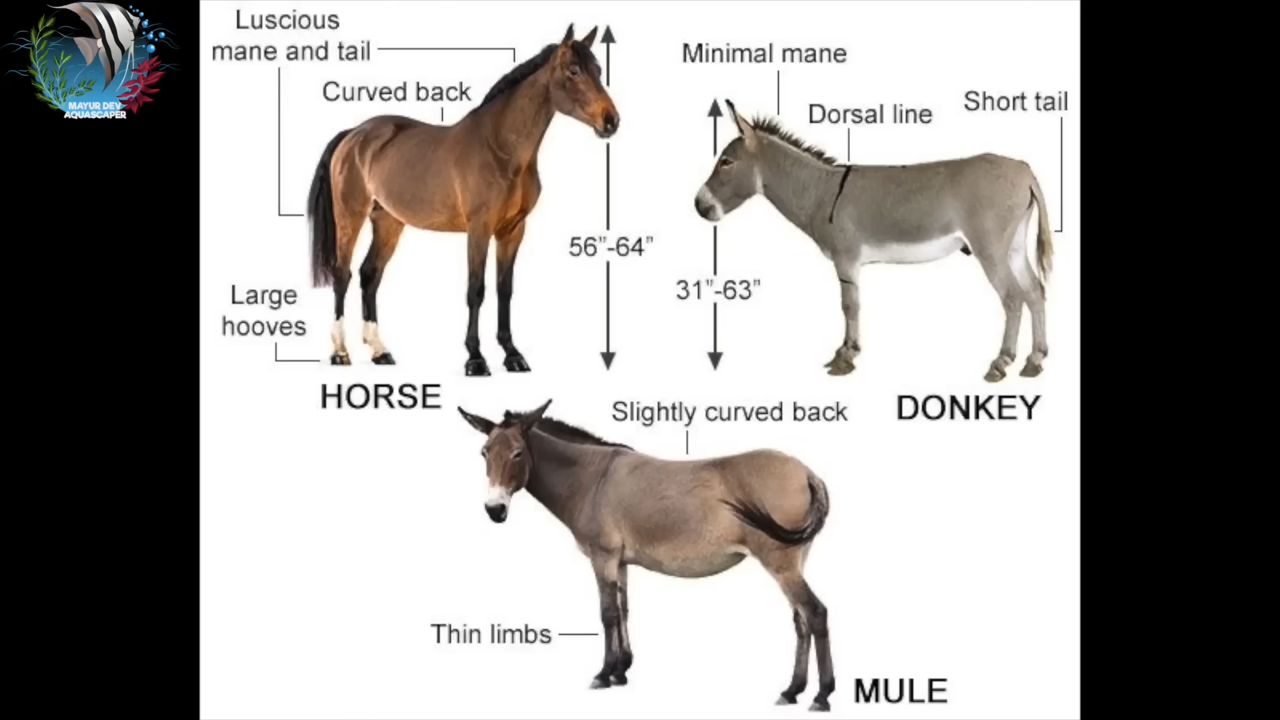 MAYUR DEV
AQUASCAPER
Luscious
mane and tail
Curved back
56”-64”
Large
hooves
HORSE
Minimal mane
Dorsal line
Short tail
31”-63”
DONKEY
Slightly curved back
Thin limbs
MULE